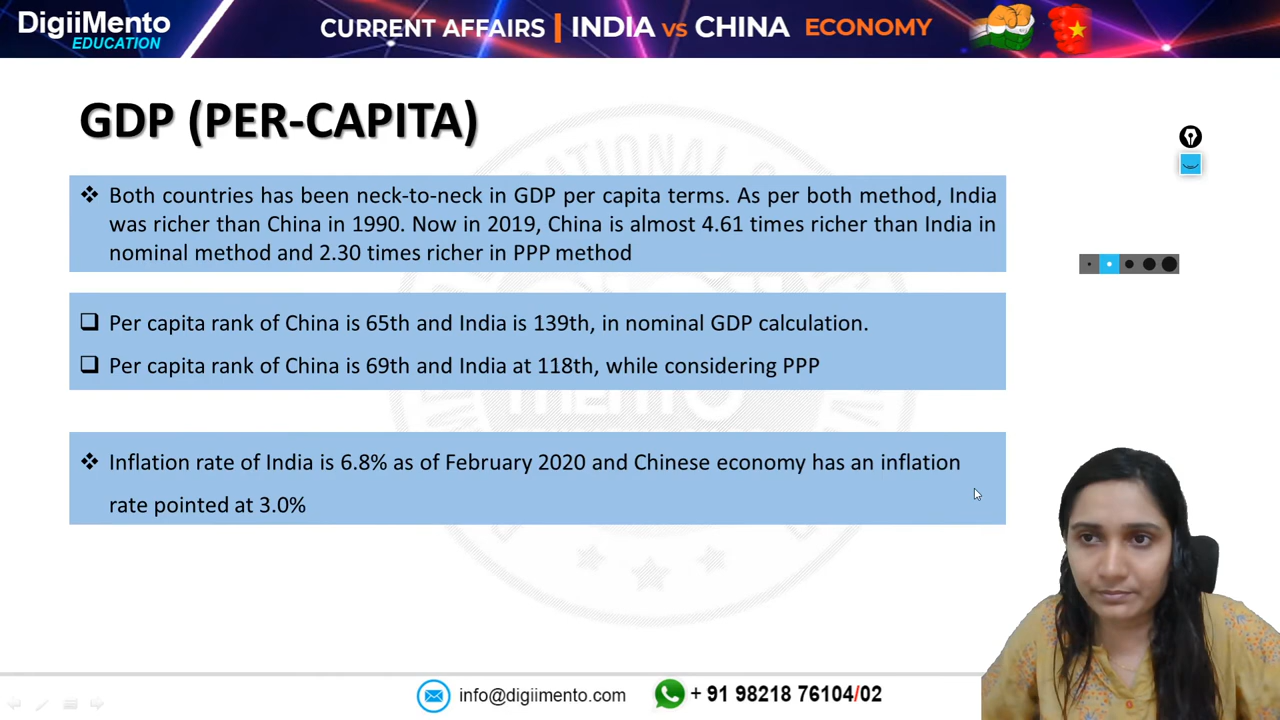 DigiiMento
EDUCATION
CURRENT AFFAIRS | INDIA vs CHINA ECONOMY
GDP (PER-CAPITA)
❖ Both countries has been neck-to-neck in GDP per capita terms. As per both method, India
was richer than China in 1990. Now in 2019, China is almost 4.61 times richer than India in
nominal method and 2.30 times richer in PPP method
❑ Per capita rank of China is 65th and India is 139th, in nominal GDP calculation.
❑ Per capita rank of China is 69th and India at 118th, while considering PPP
❖ Inflation rate of India is 6.8% as of February 2020 and Chinese economy has an inflation
rate pointed at 3.0%
info@digiimento.com
+ 91 98218 76104/02